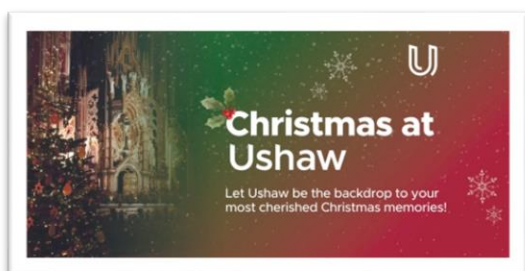 U
Christmas at
Ushaw
Let Ushaw be the backdrop to your
most cherished Christmas memories!